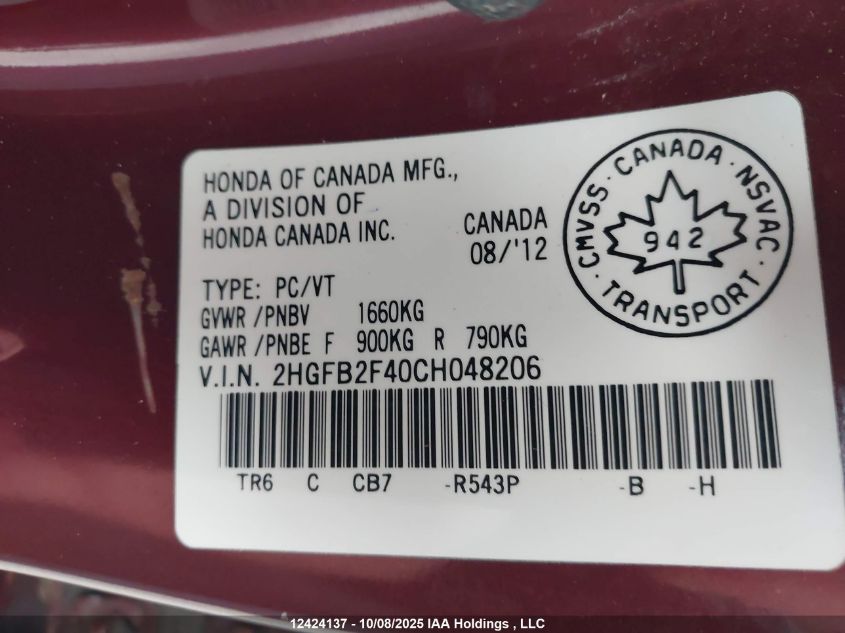 HONDA OF CANADA MFG.,
A DIVISION OF
HONDA CANADA INC.
CANADA
08/'12
TYPE: PC/VT
GVWR /PNBV 1660KG
GAWR /PNBE F 900KG R 790KG
V.I.N. 2HGFB2F40CH048206
TR6 C CB7 -R543P -B -H
CMVSS · CANADA · NSVAC · TRANSPORT ·
942
12424137 - 10/08/2025 IAA Holdings , LLC